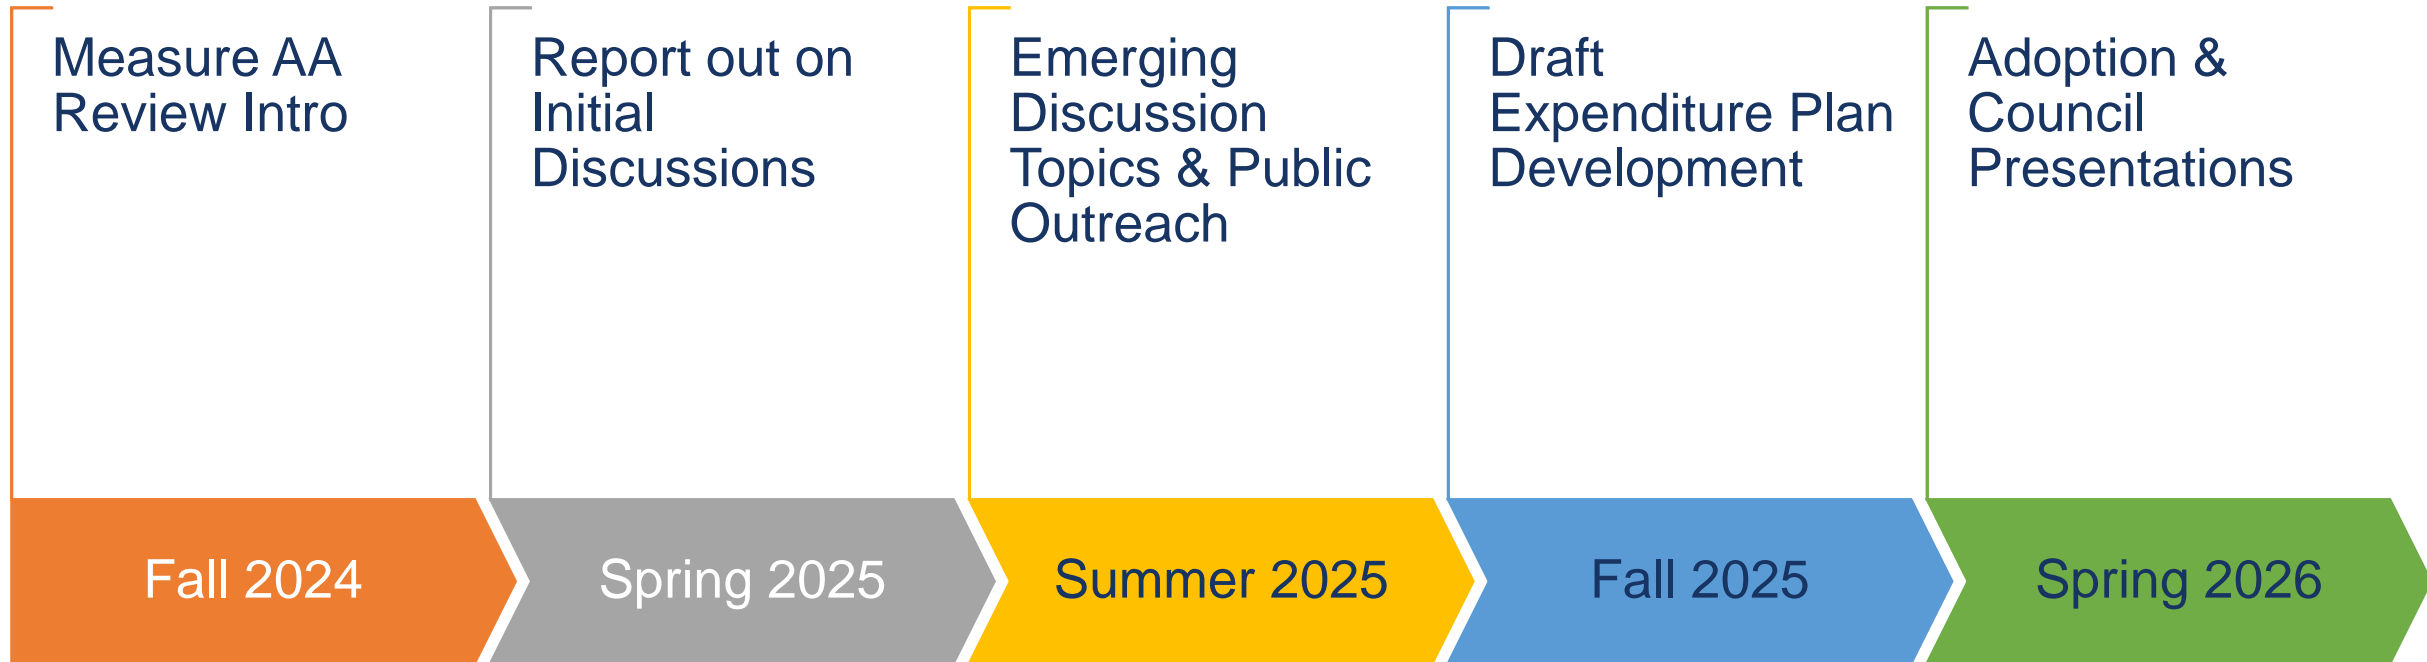 Measure AA
Review Intro
Report out on
Initial
Discussions
Emerging
Discussion
Topics & Public
Outreach
Draft
Expenditure Plan
Development
Adoption &
Council
Presentations
Fall 2024
Spring 2025
Summer 2025
Fall 2025
Spring 2026